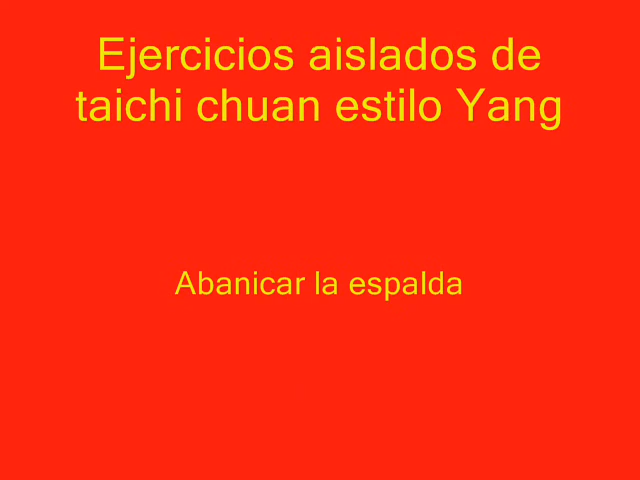 Ejercicios aislados de
taichi chuan estilo Yang
Abanicar la espalda